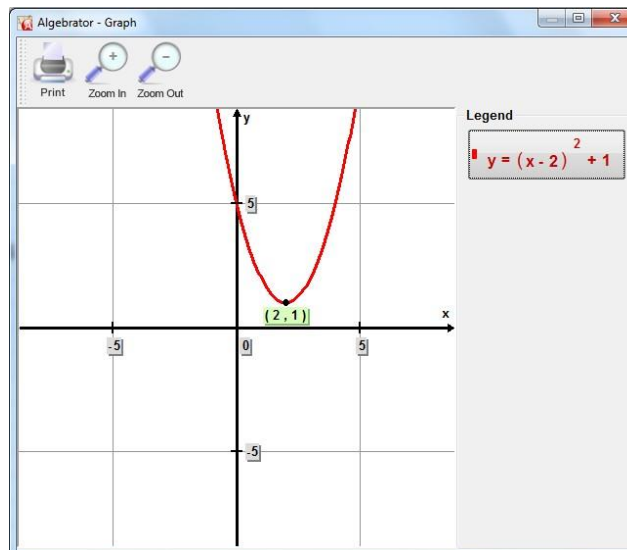 Algebrator - Graph
Print Zoom In Zoom Out
Legend
y = (x - 2)² + 1
y
5
(2,1)
x
-5 0 5
-5